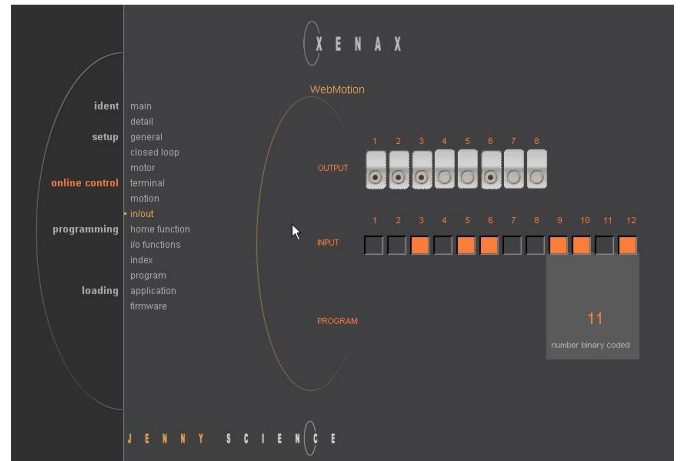 XENAX
WebMotion
ident main
detail
setup general
closed loop
motor
online control terminal
motion
in/out
programming home function
i/o functions
index
program
loading application
firmware
1 2 3 4 5 6 7 8
OUTPUT
1 2 3 4 5 6 7 8 9 10 11 12
INPUT
PROGRAM
11
number binary coded
JENNY SCIENCE